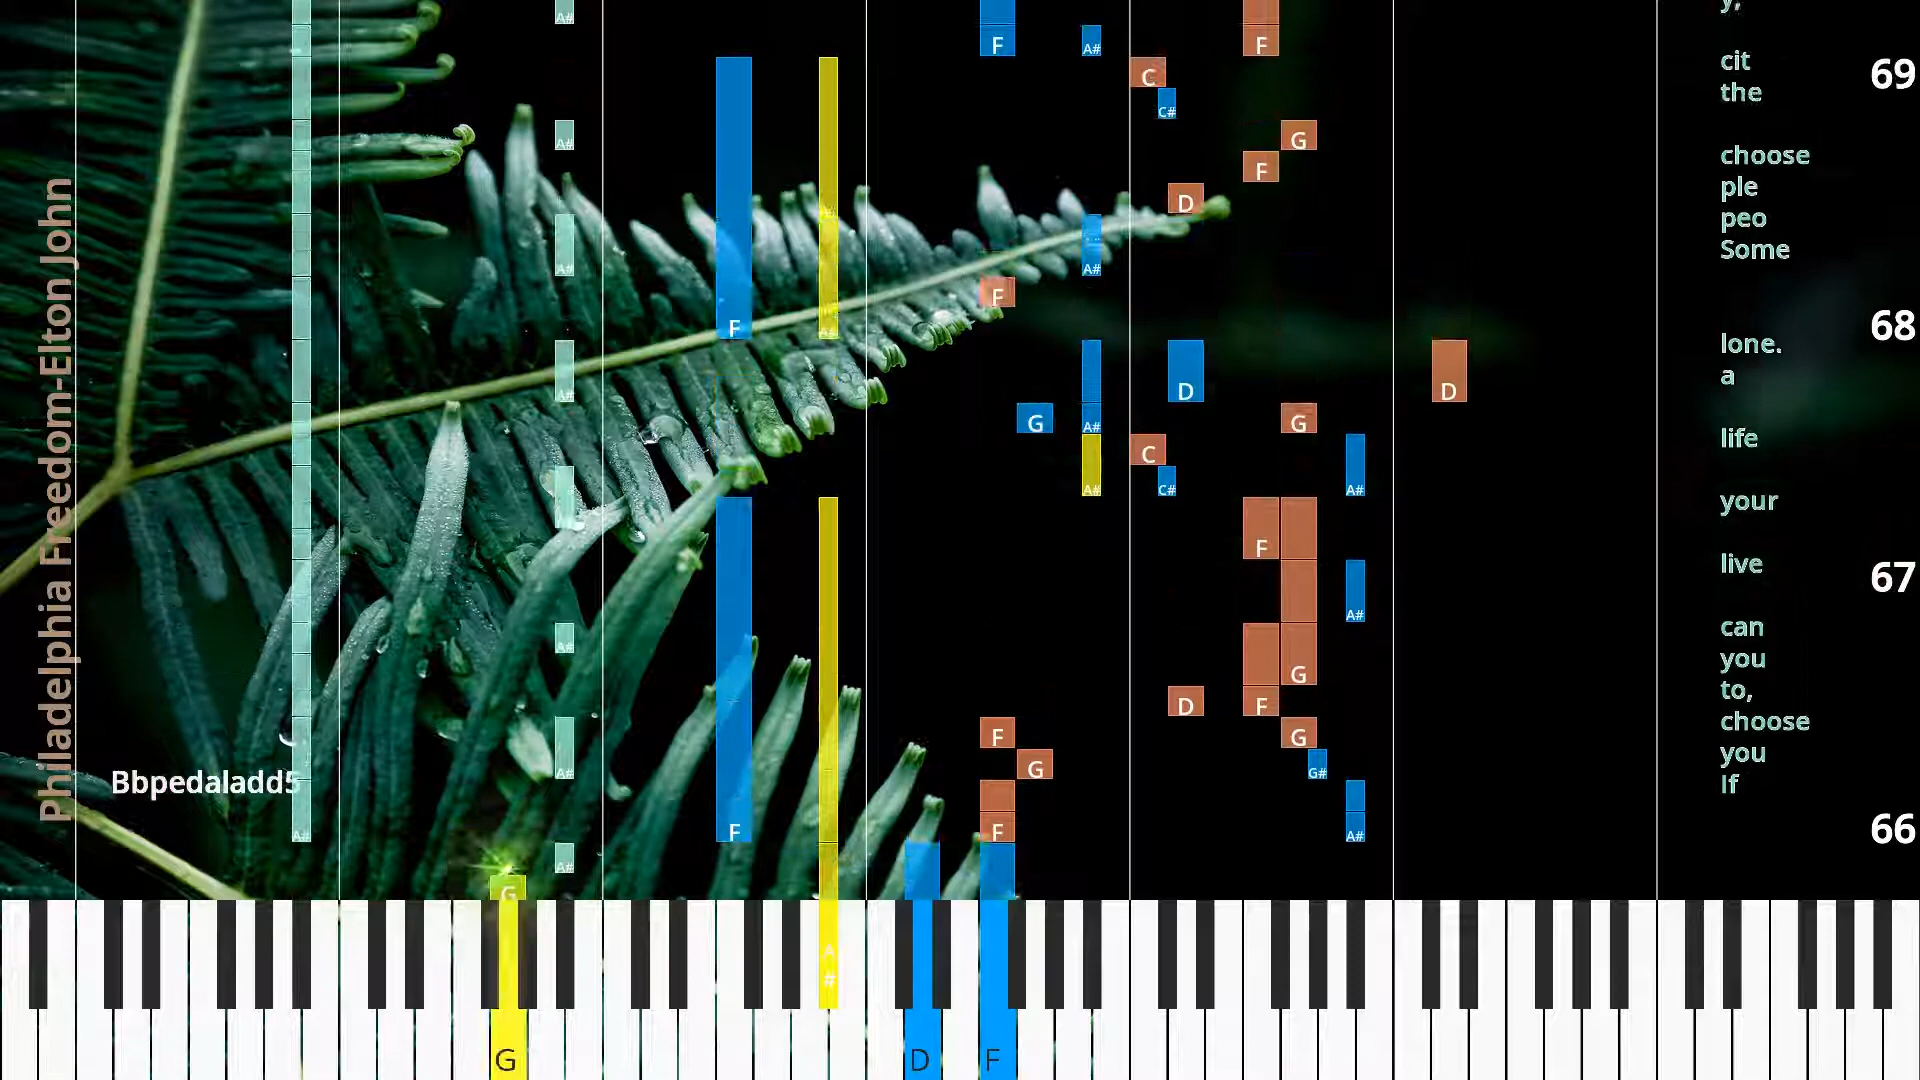 Philadelphia Freedom-Elton John
Bbpedaladd5
A#
A#
A#
A#
A#
A#
A#
A#
A#
F
F
F
F
A#
F
C
C#
G
F
D
A#
F
D
D
G
A#
G
C
A#
C#
A#
F
A#
G
D
F
F
G
G
G#
F
A#
G
A#
G
D
F
y,
cit
the
choose
ple
peo
Some
lone.
a
life
your
live
can
you
to,
choose
you
If
69
68
67
66